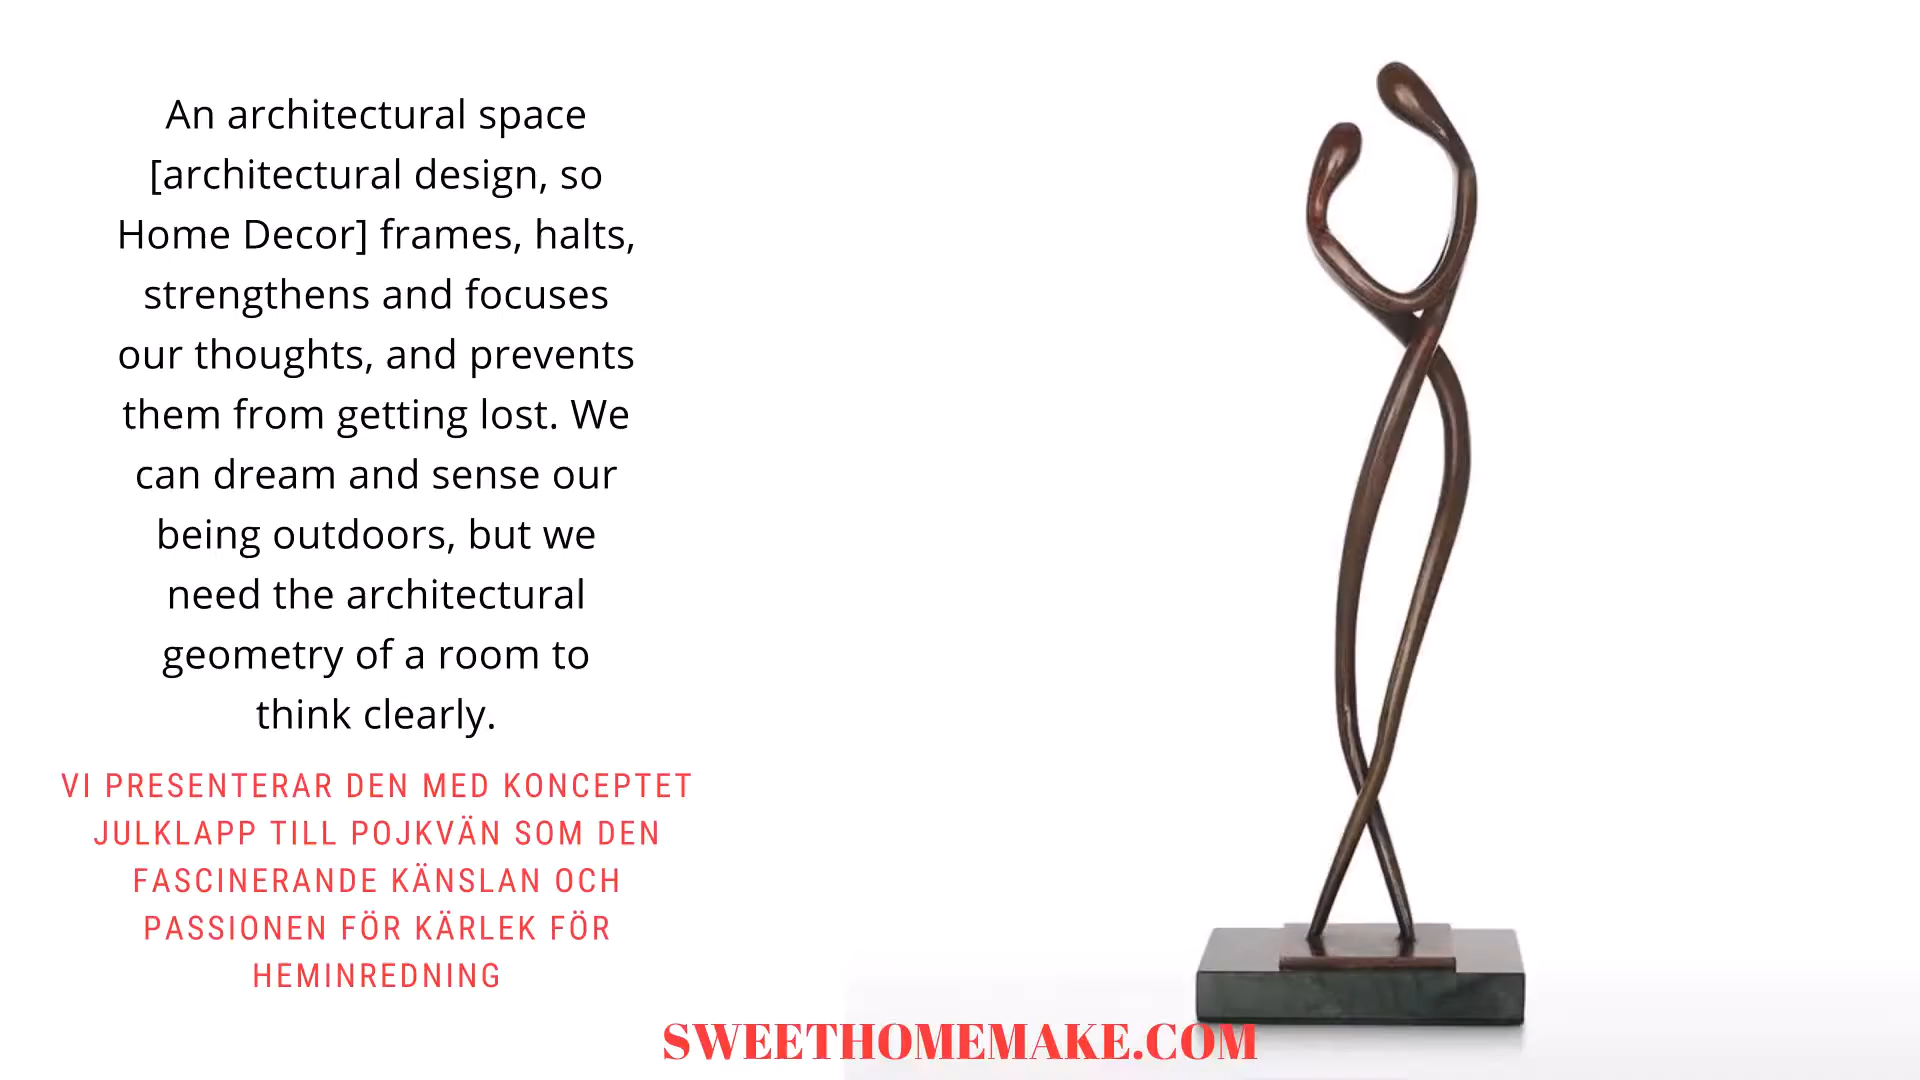 An architectural space
[architectural design, so
Home Decor] frames, halts,
strengthens and focuses
our thoughts, and prevents
them from getting lost. We
can dream and sense our
being outdoors, but we
need the architectural
geometry of a room to
think clearly.
VI PRESENTERAR DEN MED KONCEPTET
JULKLAPP TILL POJKVÄN SOM DEN
FASCINERANDE KÄNSLAN OCH
PASSIONEN FÖR KÄRLEK FÖR
HEMINREDNING
SWEETHOMEMAKE.COM